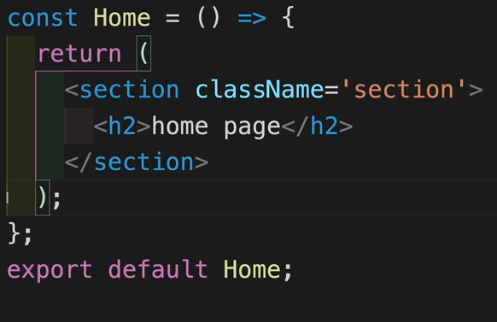 const Home = () => {
  return (
    <section className='section'>
      <h2>home page</h2>
    </section>
  );
};
export default Home;